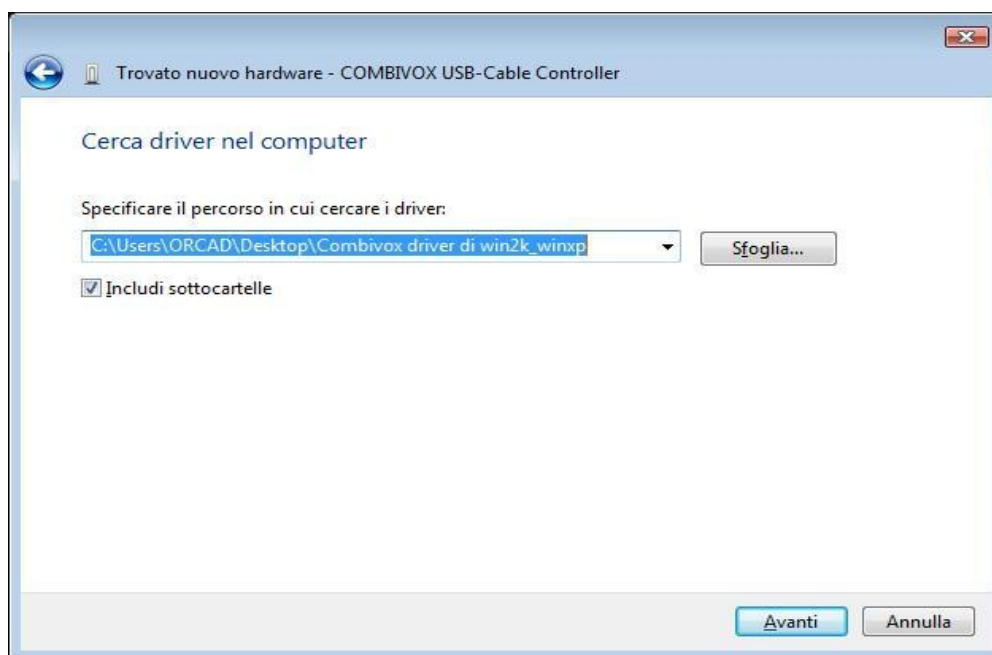 Trovato nuovo hardware - COMBIVOX USB-Cable Controller
Cerca driver nel computer
Specificare il percorso in cui cercare i driver:
C:\Users\ORCAD\Desktop\Combivox driver di win2k_winxp
Sfoglia...
Includi sottocartelle
Avanti
Annulla